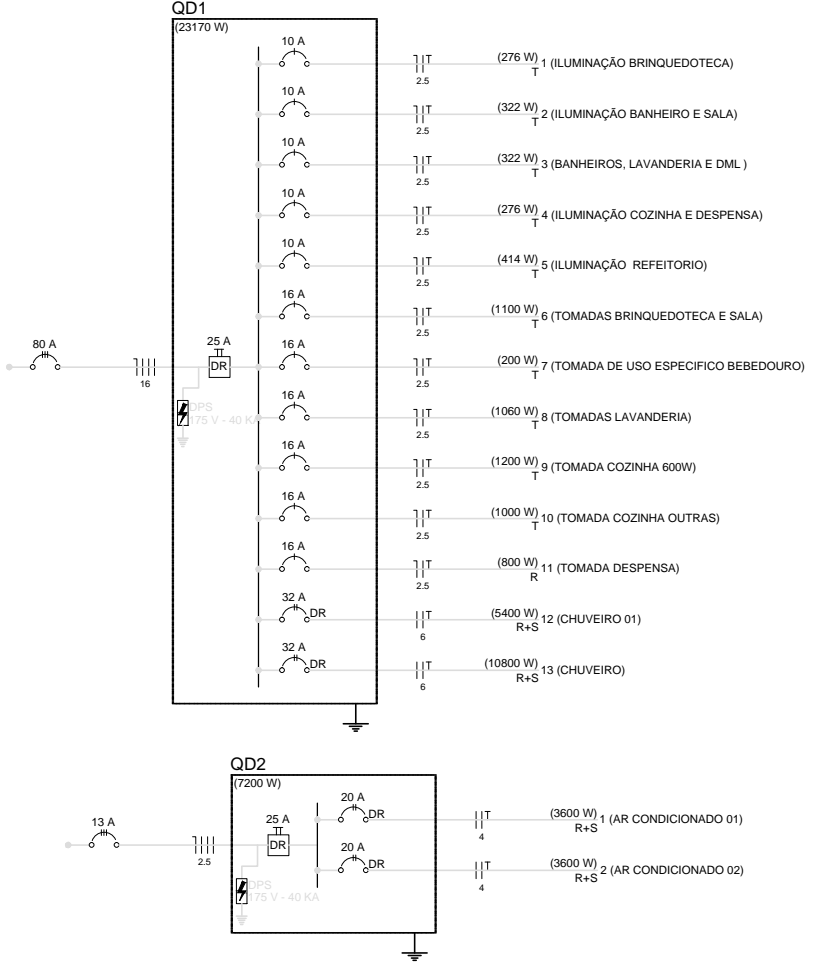 QD1
(23170 W)
10 A
T
2.5
(276 W)
T
1 (ILUMINAÇÃO BRINQUEDOTECA)
10 A
T
2.5
(322 W)
T
2 (ILUMINAÇÃO BANHEIRO E SALA)
10 A
T
2.5
(322 W)
T
3 (BANHEIROS, LAVANDERIA E DML )
10 A
T
2.5
(276 W)
T
4 (ILUMINAÇÃO COZINHA E DESPENSA)
10 A
T
2.5
(414 W)
T
5 (ILUMINAÇÃO REFEITORIO)
16 A
T
2.5
(1100 W)
T
6 (TOMADAS BRINQUEDOTECA E SALA)
80 A
16
25 A
DR
16 A
T
2.5
(200 W)
T
7 (TOMADA DE USO ESPECIFICO BEBEDOURO)
DPS
175 V - 40 KA
16 A
T
2.5
(1060 W)
T
8 (TOMADAS LAVANDERIA)
16 A
T
2.5
(1200 W)
T
9 (TOMADA COZINHA 600W)
16 A
T
2.5
(1000 W)
T
10 (TOMADA COZINHA OUTRAS)
16 A
T
2.5
(800 W)
R
11 (TOMADA DESPENSA)
32 A
DR
T
6
(5400 W)
R+S
12 (CHUVEIRO 01)
32 A
DR
T
6
(10800 W)
R+S
13 (CHUVEIRO)
QD2
(7200 W)
13 A
2.5
25 A
DR
DPS
175 V - 40 KA
20 A
DR
T
4
(3600 W)
R+S
1 (AR CONDICIONADO 01)
20 A
DR
T
4
(3600 W)
R+S
2 (AR CONDICIONADO 02)